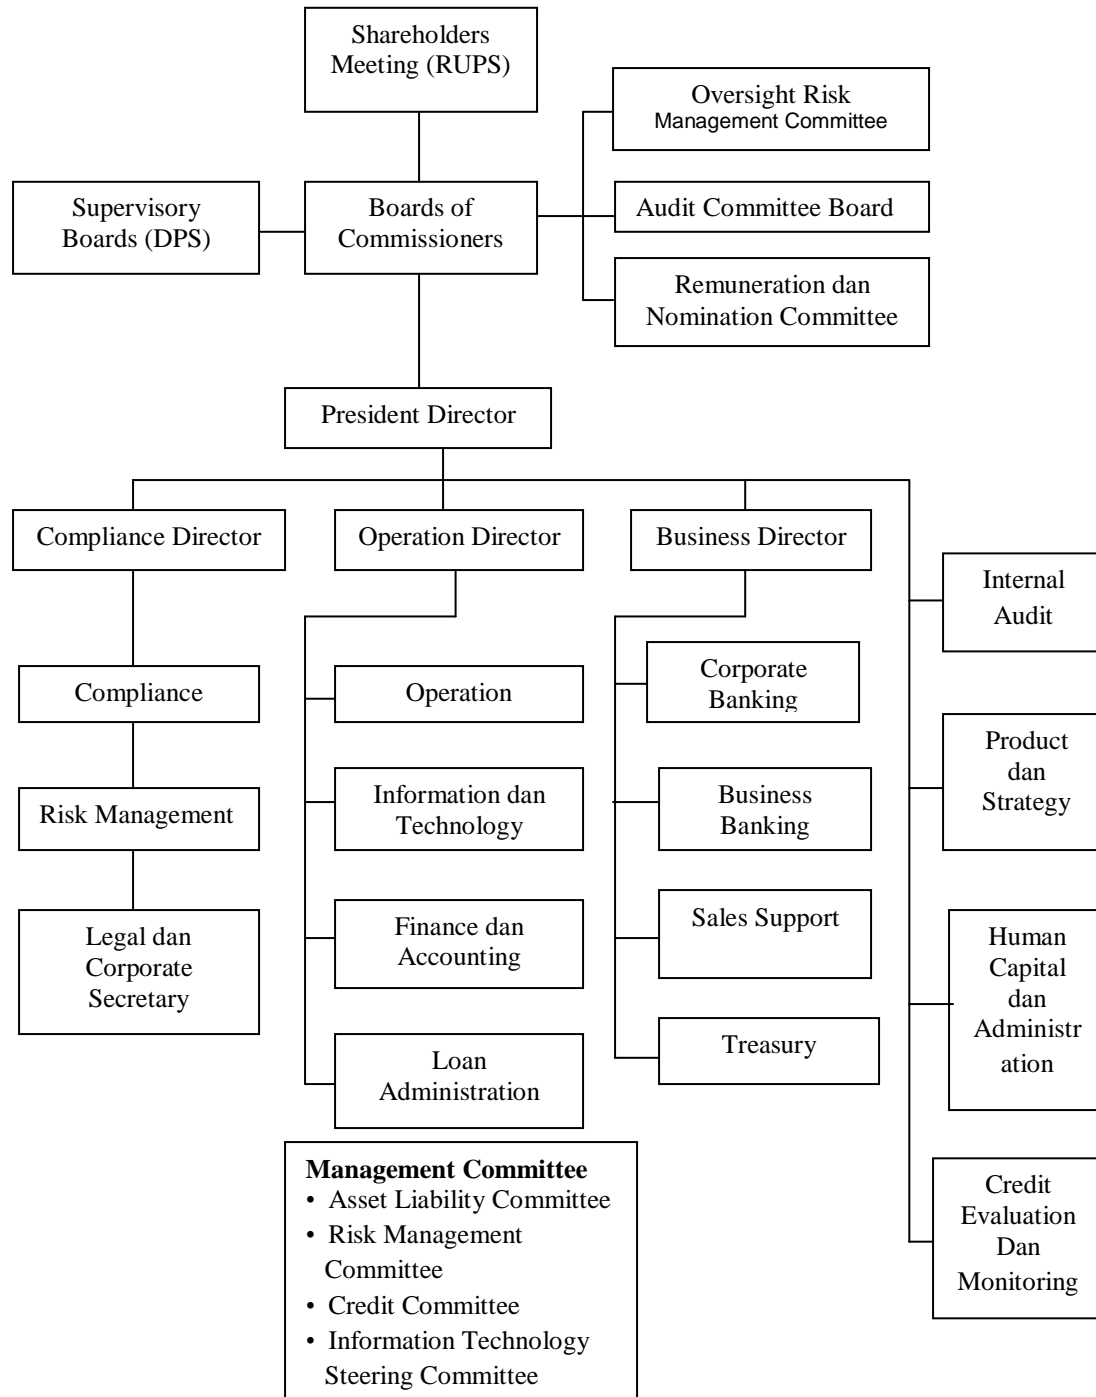 Shareholders
Meeting (RUPS)
Oversight Risk
Management Committee
Supervisory
Boards (DPS)
Boards of
Commissioners
Audit Committee Board
Remuneration dan
Nomination Committee
President Director
Compliance Director
Operation Director
Business Director
Internal
Audit
Compliance
Operation
Corporate
Banking
Product
dan
Strategy
Risk Management
Information dan
Technology
Business
Banking
Legal dan
Corporate
Secretary
Finance dan
Accounting
Sales Support
Human
Capital
dan
Administr
ation
Loan
Administration
Treasury
Management Committee
• Asset Liability Committee
• Risk Management
Committee
• Credit Committee
• Information Technology
Steering Committee
Credit
Evaluation
Dan
Monitoring